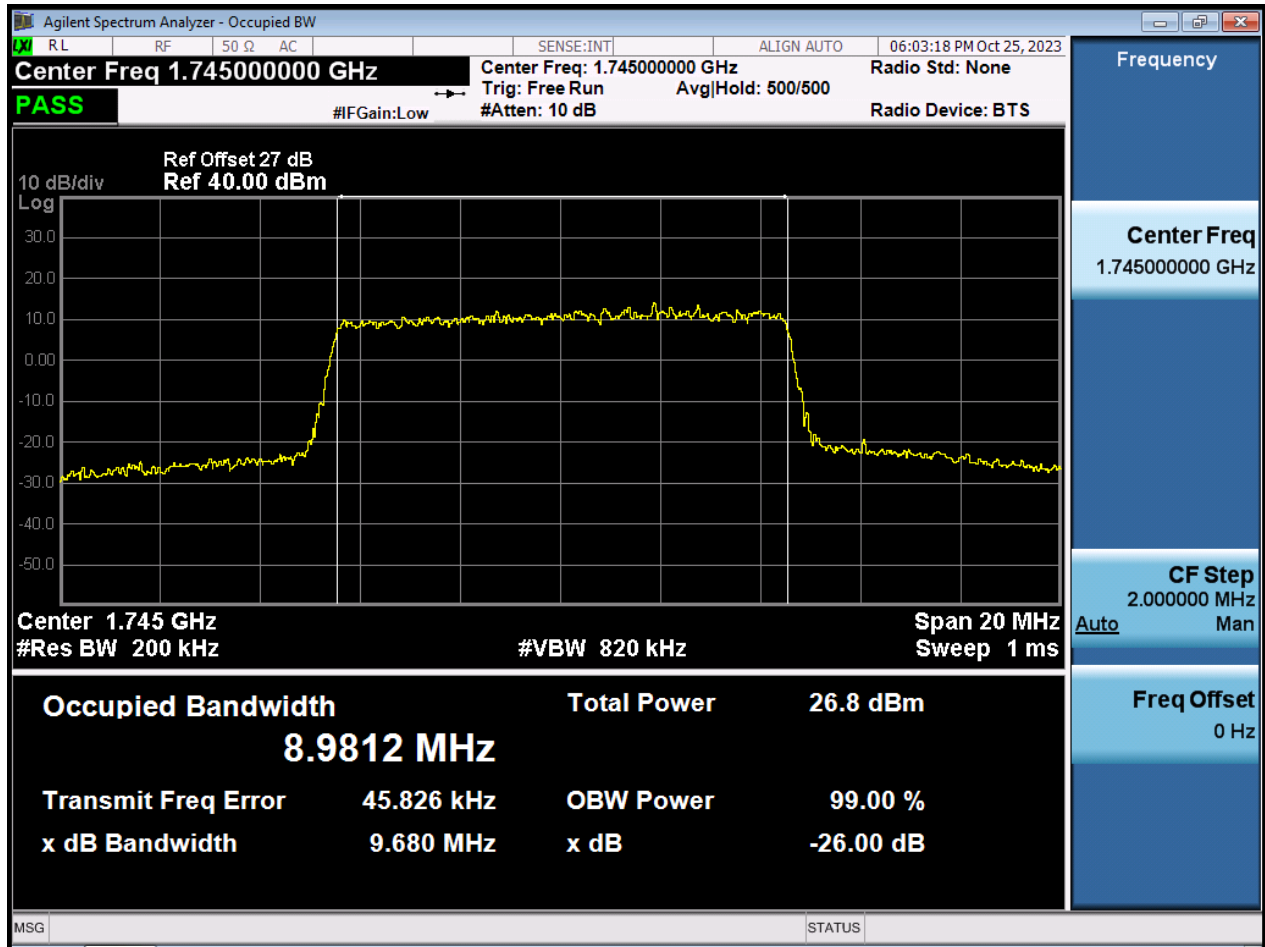 Agilent Spectrum Analyzer - Occupied BW
LXI RL RF 50 Ω AC SENSE:INT ALIGN AUTO 06:03:18 PM Oct 25, 2023
Center Freq 1.745000000 GHz
PASS
#IFGain:Low
Center Freq: 1.745000000 GHz
Trig: Free Run Avg|Hold: 500/500
#Atten: 10 dB
Radio Std: None
Radio Device: BTS
Ref Offset 27 dB
10 dB/div Ref 40.00 dBm
Log
30.0
20.0
10.0
0.00
-10.0
-20.0
-30.0
-40.0
-50.0
Center 1.745 GHz Span 20 MHz
#Res BW 200 kHz #VBW 820 kHz Sweep 1 ms
Occupied Bandwidth Total Power 26.8 dBm
8.9812 MHz
Transmit Freq Error 45.826 kHz OBW Power 99.00 %
x dB Bandwidth 9.680 MHz x dB -26.00 dB
MSG STATUS
Frequency
Center Freq
1.745000000 GHz
CF Step
2.000000 MHz
Auto Man
Freq Offset
0 Hz